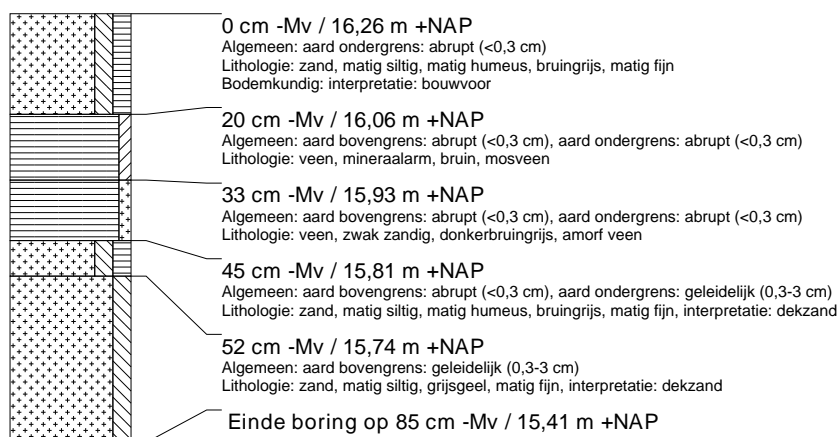 0 cm -Mv / 16,26 m +NAP
Algemeen: aard ondergrens: abrupt (<0,3 cm)
Lithologie: zand, matig siltig, matig humeus, bruingrijs, matig fijn
Bodemkundig: interpretatie: bouwvoor
20 cm -Mv / 16,06 m +NAP
Algemeen: aard bovengrens: abrupt (<0,3 cm), aard ondergrens: abrupt (<0,3 cm)
Lithologie: veen, mineraalarm, bruin, mosveen
33 cm -Mv / 15,93 m +NAP
Algemeen: aard bovengrens: abrupt (<0,3 cm), aard ondergrens: abrupt (<0,3 cm)
Lithologie: veen, zwak zandig, donkerbruingrijs, amorf veen
45 cm -Mv / 15,81 m +NAP
Algemeen: aard bovengrens: abrupt (<0,3 cm), aard ondergrens: geleidelijk (0,3-3 cm)
Lithologie: zand, matig siltig, matig humeus, bruingrijs, matig fijn, interpretatie: dekzand
52 cm -Mv / 15,74 m +NAP
Algemeen: aard bovengrens: geleidelijk (0,3-3 cm)
Lithologie: zand, matig siltig, grijsgeel, matig fijn, interpretatie: dekzand
Einde boring op 85 cm -Mv / 15,41 m +NAP